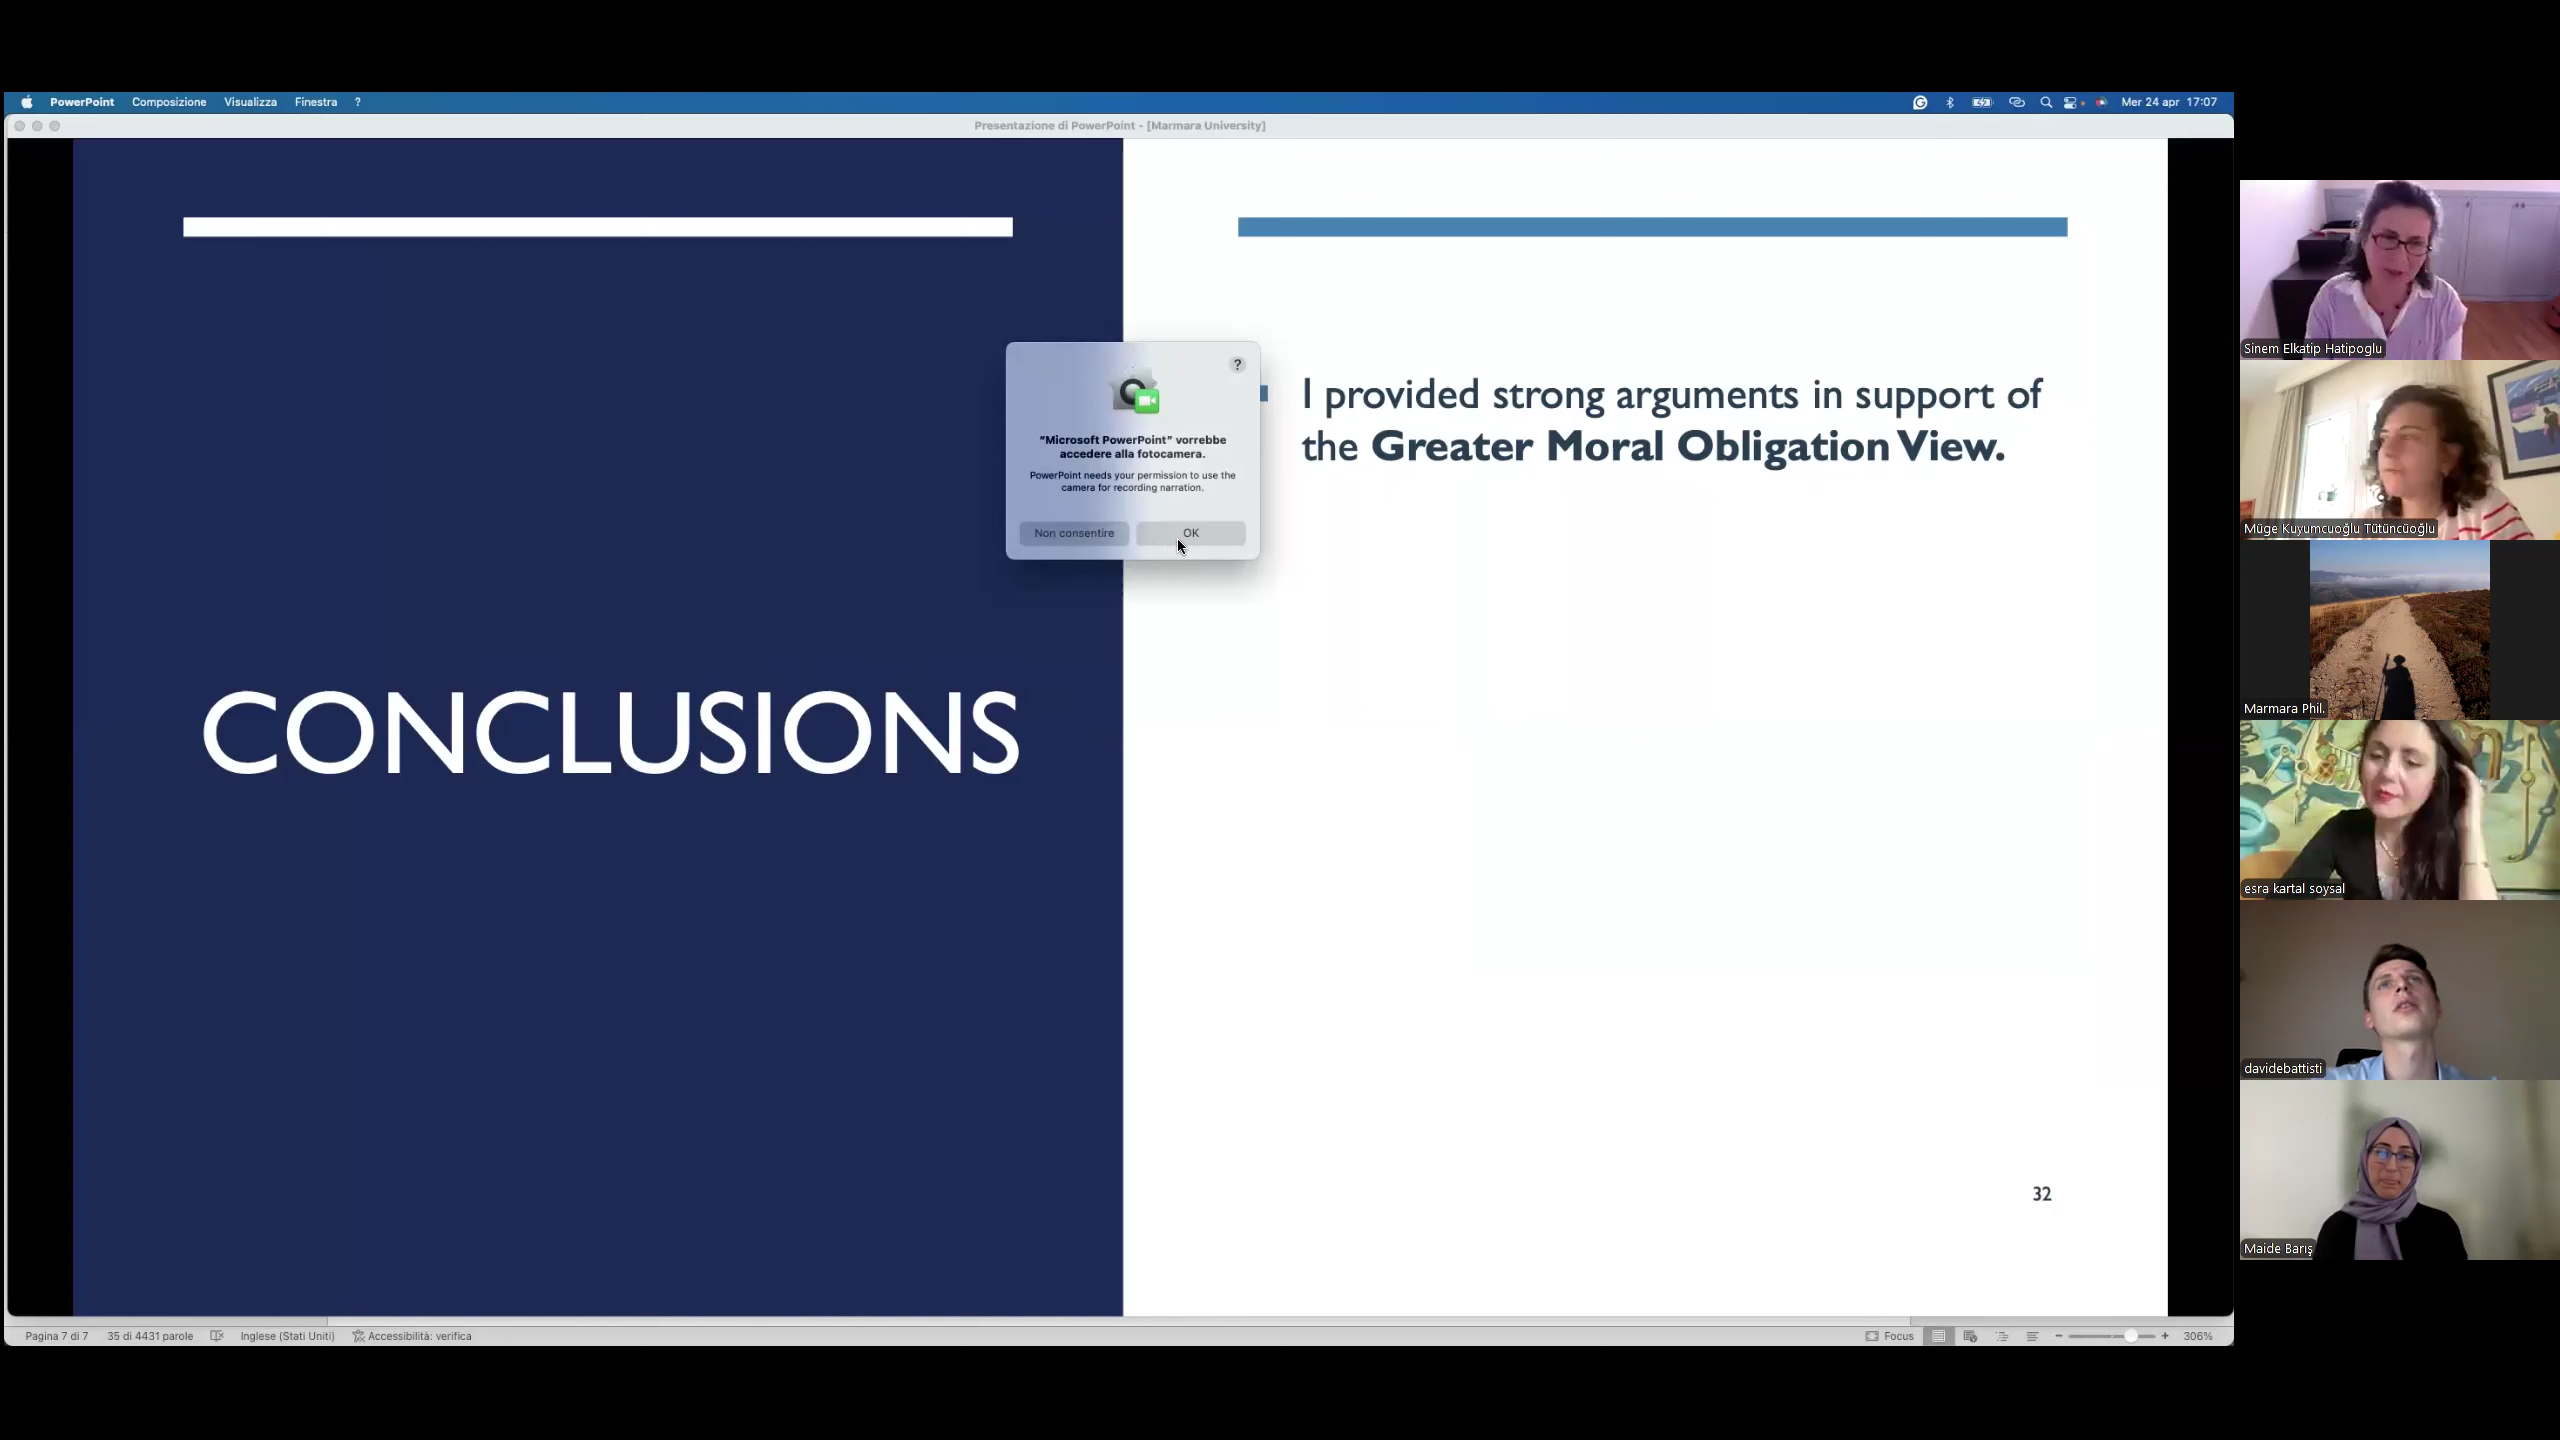 PowerPoint Composizione Visualizza Finestra ?
Mer 24 apr 17:07
Presentazione di PowerPoint - [Marmara University]
CONCLUSIONS
I provided strong arguments in support of
the Greater Moral Obligation View.
32
?
"Microsoft PowerPoint" vorrebbe
accedere alla fotocamera.
PowerPoint needs your permission to use the
camera for recording narration.
Non consentire OK
Pagina 7 di 7 35 di 4431 parole Inglese (Stati Uniti) Accessibilità: verifica
Focus − + 306%
Sinem Elkatip Hatipoglu
Müge Kuyumcuoğlu Tütüncüoğlu
Marmara Phil.
esra kartal soysal
davidebattisti
Maide Barış